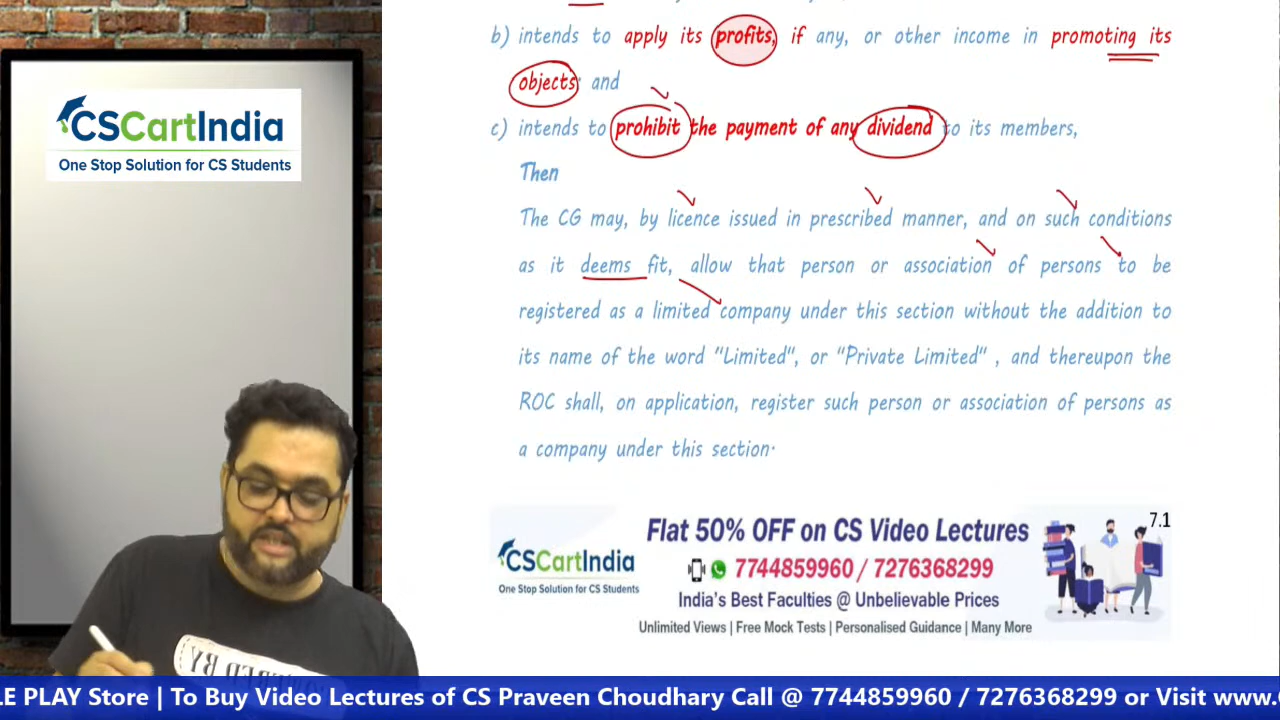 b) intends to apply its profits, if any, or other income in promoting its
objects and
c) intends to prohibit the payment of any dividend to its members,
Then
The CG may, by licence issued in prescribed manner, and on such conditions
as it deems fit, allow that person or association of persons to be
registered as a limited company under this section without the addition to
its name of the word "Limited", or "Private Limited" , and thereupon the
ROC shall, on application, register such person or association of persons as
a company under this section.
CSCartIndia
One Stop Solution for CS Students
7.1
CSCartIndia
One Stop Solution for CS Students
Flat 50% OFF on CS Video Lectures
7744859960 / 7276368299
India's Best Faculties @ Unbelievable Prices
Unlimited Views | Free Mock Tests | Personalised Guidance | Many More
LE PLAY Store | To Buy Video Lectures of CS Praveen Choudhary Call @ 7744859960 / 7276368299 or Visit www.